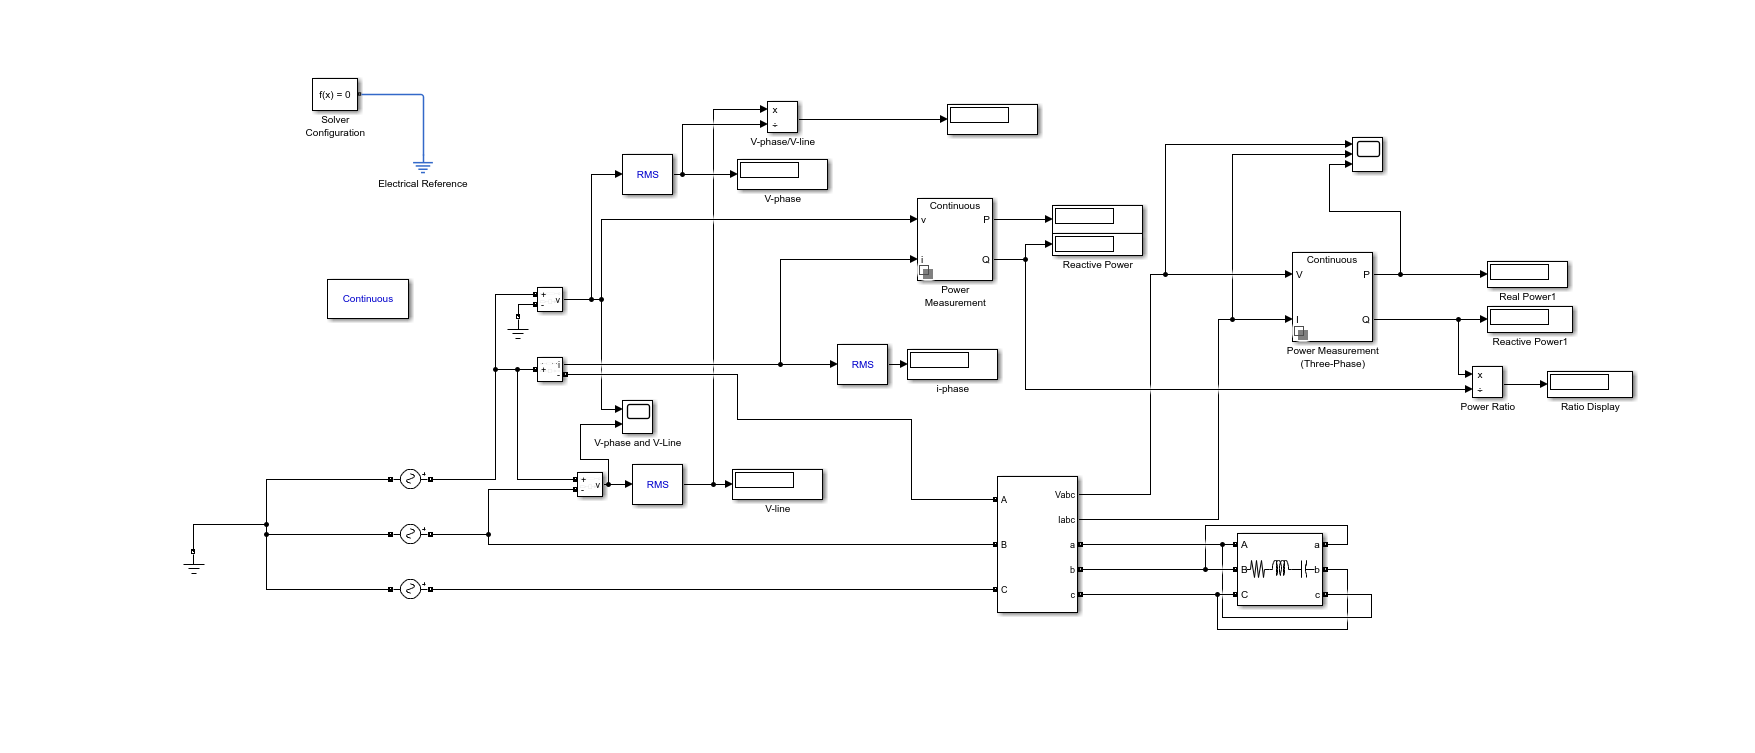 f(x) = 0
Solver
Configuration
Electrical Reference
Continuous
x
÷
V-phase/V-line
RMS
V-phase
Continuous
v
i
P
Q
Power
Measurement
Reactive Power
+
-
v
i
+
-
RMS
i-phase
V-phase and V-Line
+
-
v
RMS
V-line
+
+
+
A
B
C
Vabc
Iabc
a
b
c
A
B
C
a
b
c
Continuous
V
I
P
Q
Power Measurement
(Three-Phase)
Real Power1
Reactive Power1
x
÷
Power Ratio
Ratio Display